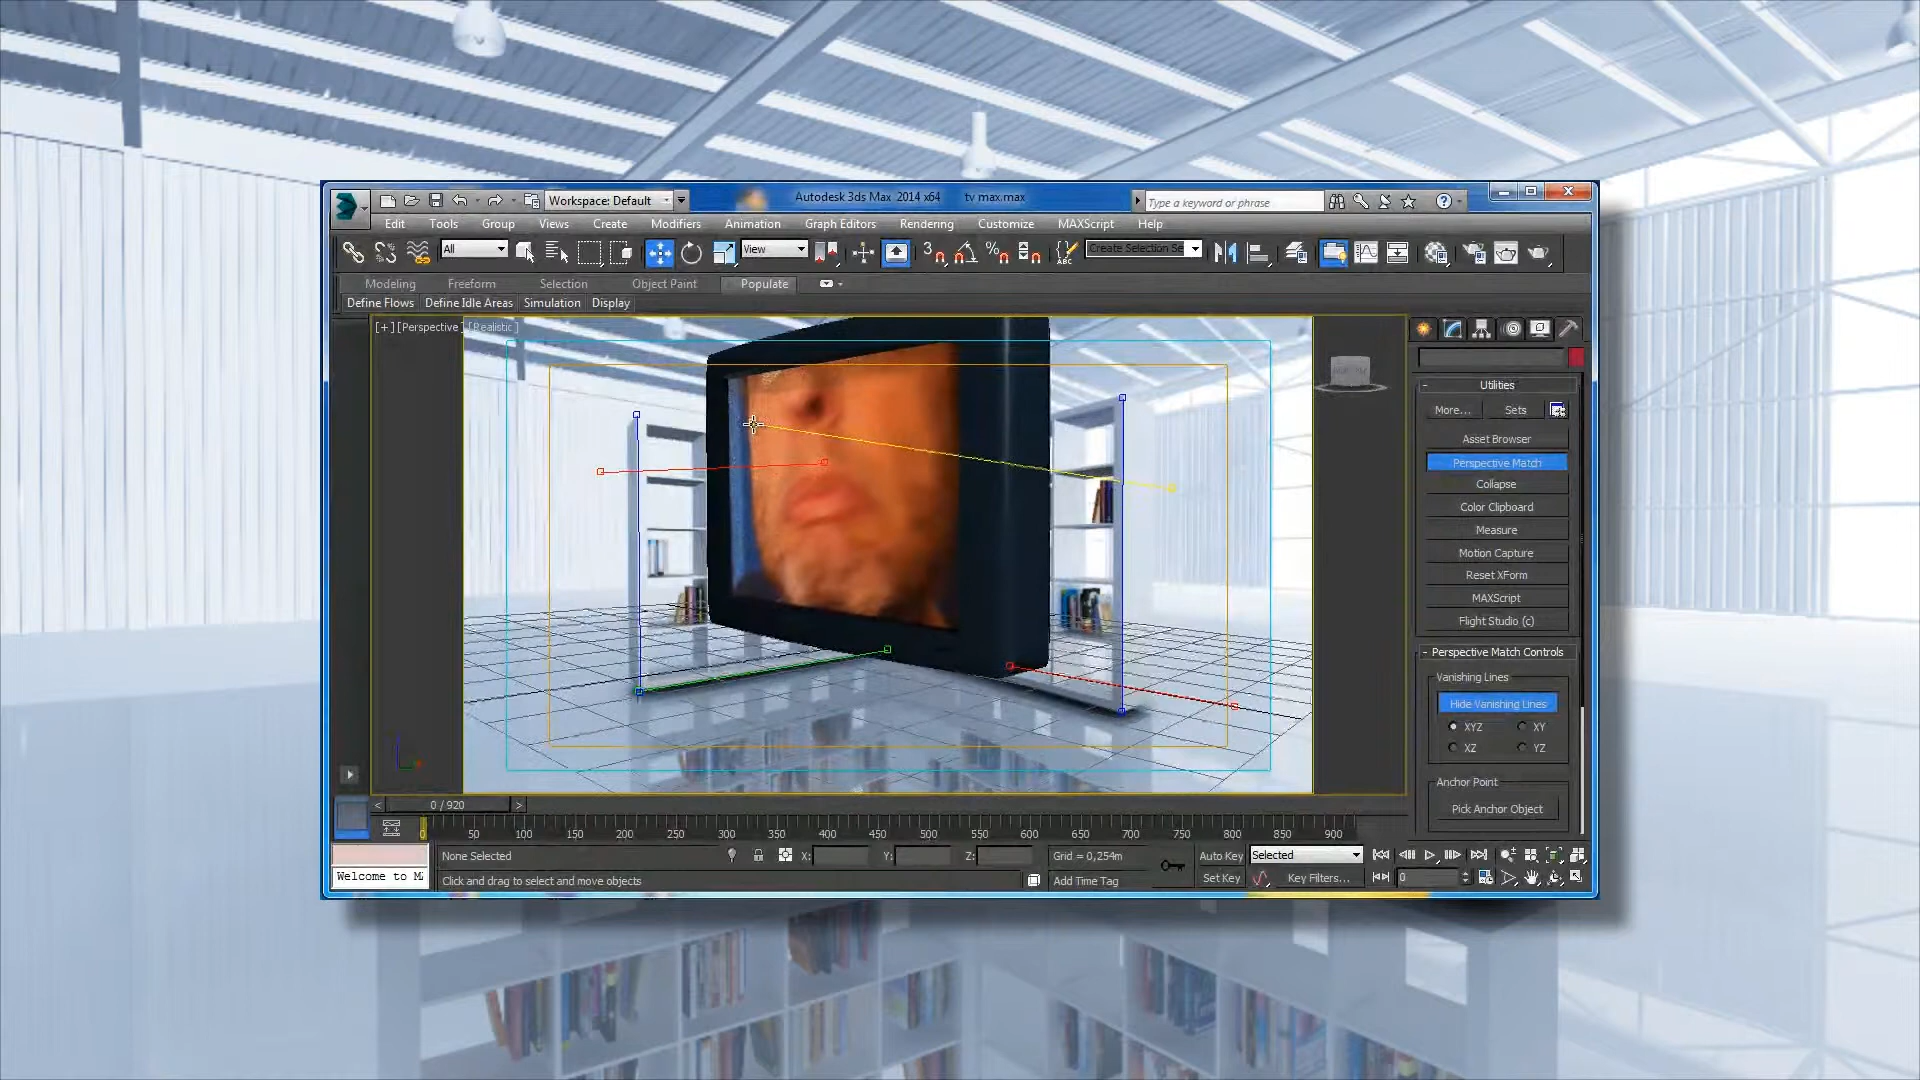 Workspace: Default
Autodesk 3ds Max 2014 x64 tv max.max
Type a keyword or phrase
Edit Tools Group Views Create Modifiers Animation Graph Editors Rendering Customize MAXScript Help
All
View
3
%
ABC
Create Selection Se
Modeling Freeform Selection Object Paint Populate
Define Flows Define Idle Areas Simulation Display
[+] [Perspective] [Realistic]
- Utilities
More... Sets
Asset Browser
Perspective Match
Collapse
Color Clipboard
Measure
Motion Capture
Reset XForm
MAXScript
Flight Studio (c)
- Perspective Match Controls
Vanishing Lines
Hide Vanishing Lines
XYZ XY
XZ YZ
Anchor Point
Pick Anchor Object
< 0 / 920 >
0 50 100 150 200 250 300 350 400 450 500 550 600 650 700 750 800 850 900
None Selected X: Y: Z: Grid = 0,254m Auto Key Selected
Welcome to M
Click and drag to select and move objects Add Time Tag Set Key Key Filters... 0